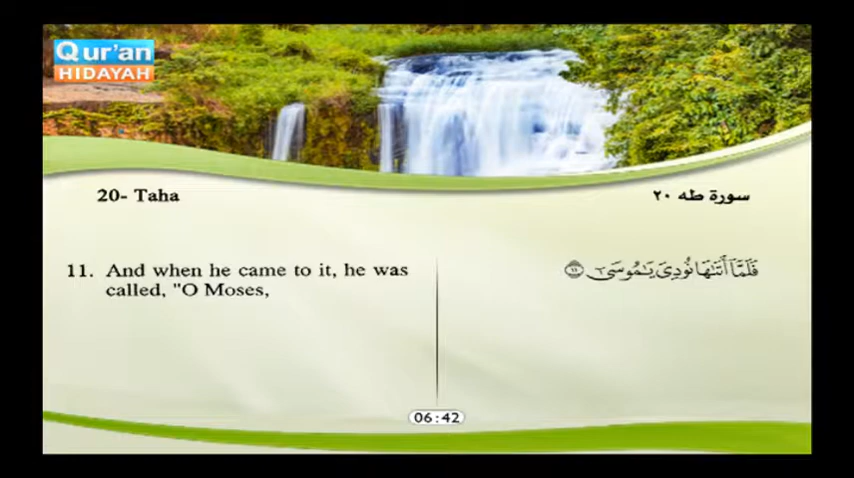 Qur'an
HIDAYAH
20- Taha
سورة طه ٢٠
11. And when he came to it, he was
called, "O Moses,
فَلَمَّآ أَتَىٰهَا نُودِىَ يَـٰمُوسَىٰٓ ١١
06:42